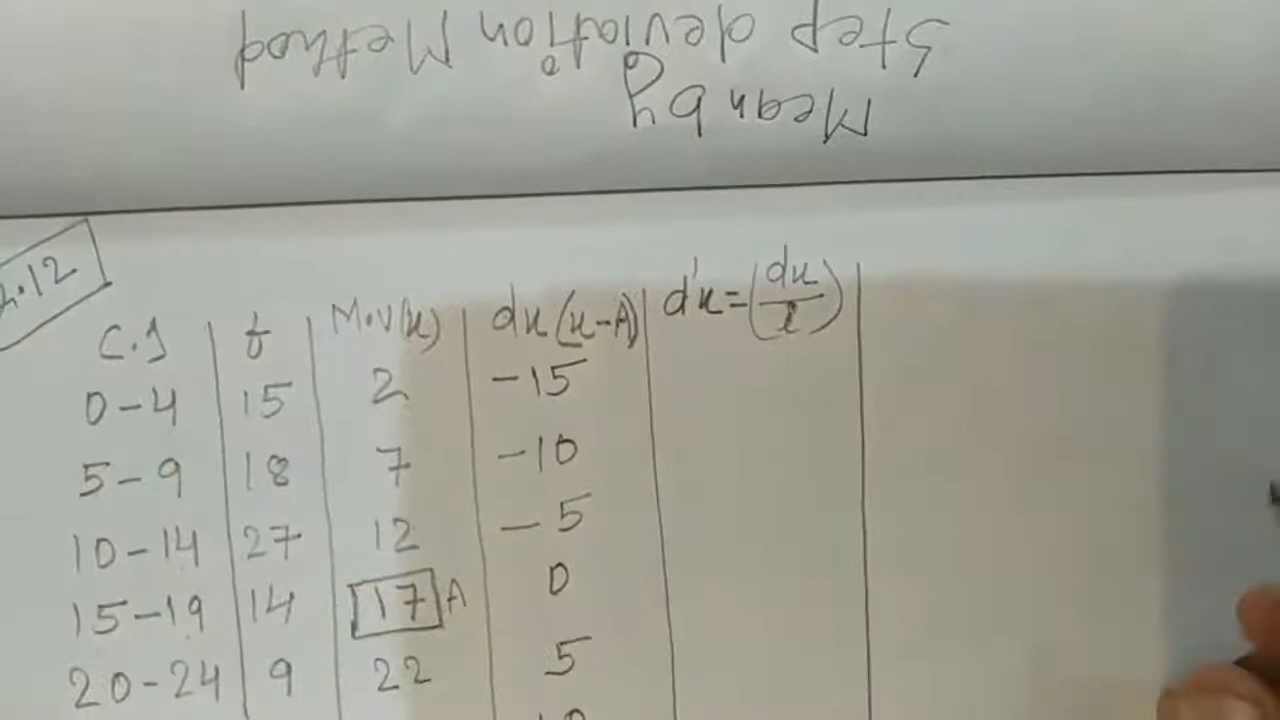 Mean by
Step deviation Method
.12
C.I f M.V(x) dx(x-A) d'x=(dx/i)
0-4 15 2 -15
5-9 18 7 -10
10-14 27 12 -5
15-19 14 17 A 0
20-24 9 22 5
10